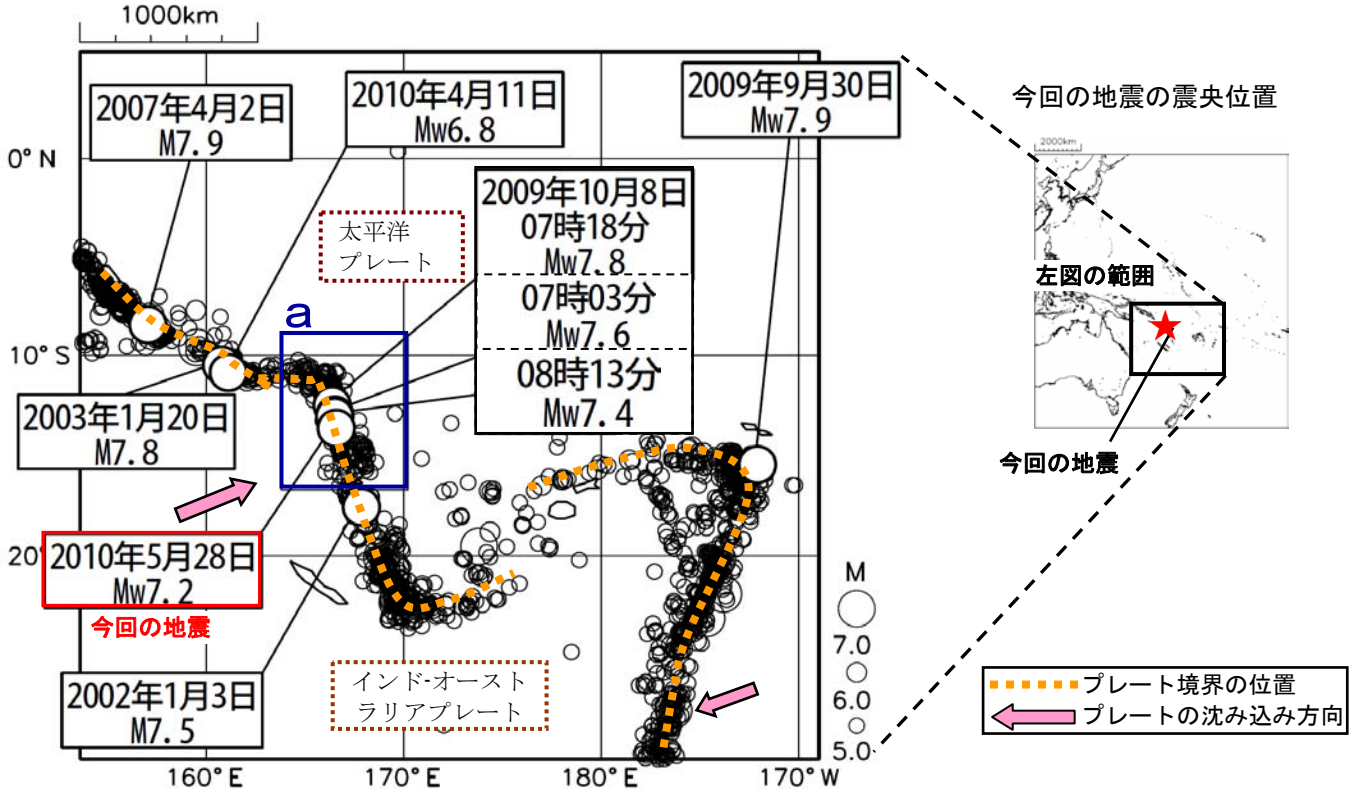 1000km
2007年4月2日
M7.9
2010年4月11日
Mw6.8
2009年9月30日
Mw7.9
0°N
2009年10月8日
07時18分
Mw7.8
07時03分
Mw7.6
08時13分
Mw7.4
太平洋
プレート
a
10°S
2003年1月20日
M7.8
20°
2010年5月28日
Mw7.2
今回の地震
2002年1月3日
M7.5
インド-オースト
ラリアプレート
M
7.0
6.0
5.0
160°E
170°E
180°E
170°W
今回の地震の震央位置
2000km
左図の範囲
今回の地震
プレート境界の位置
プレートの沈み込み方向